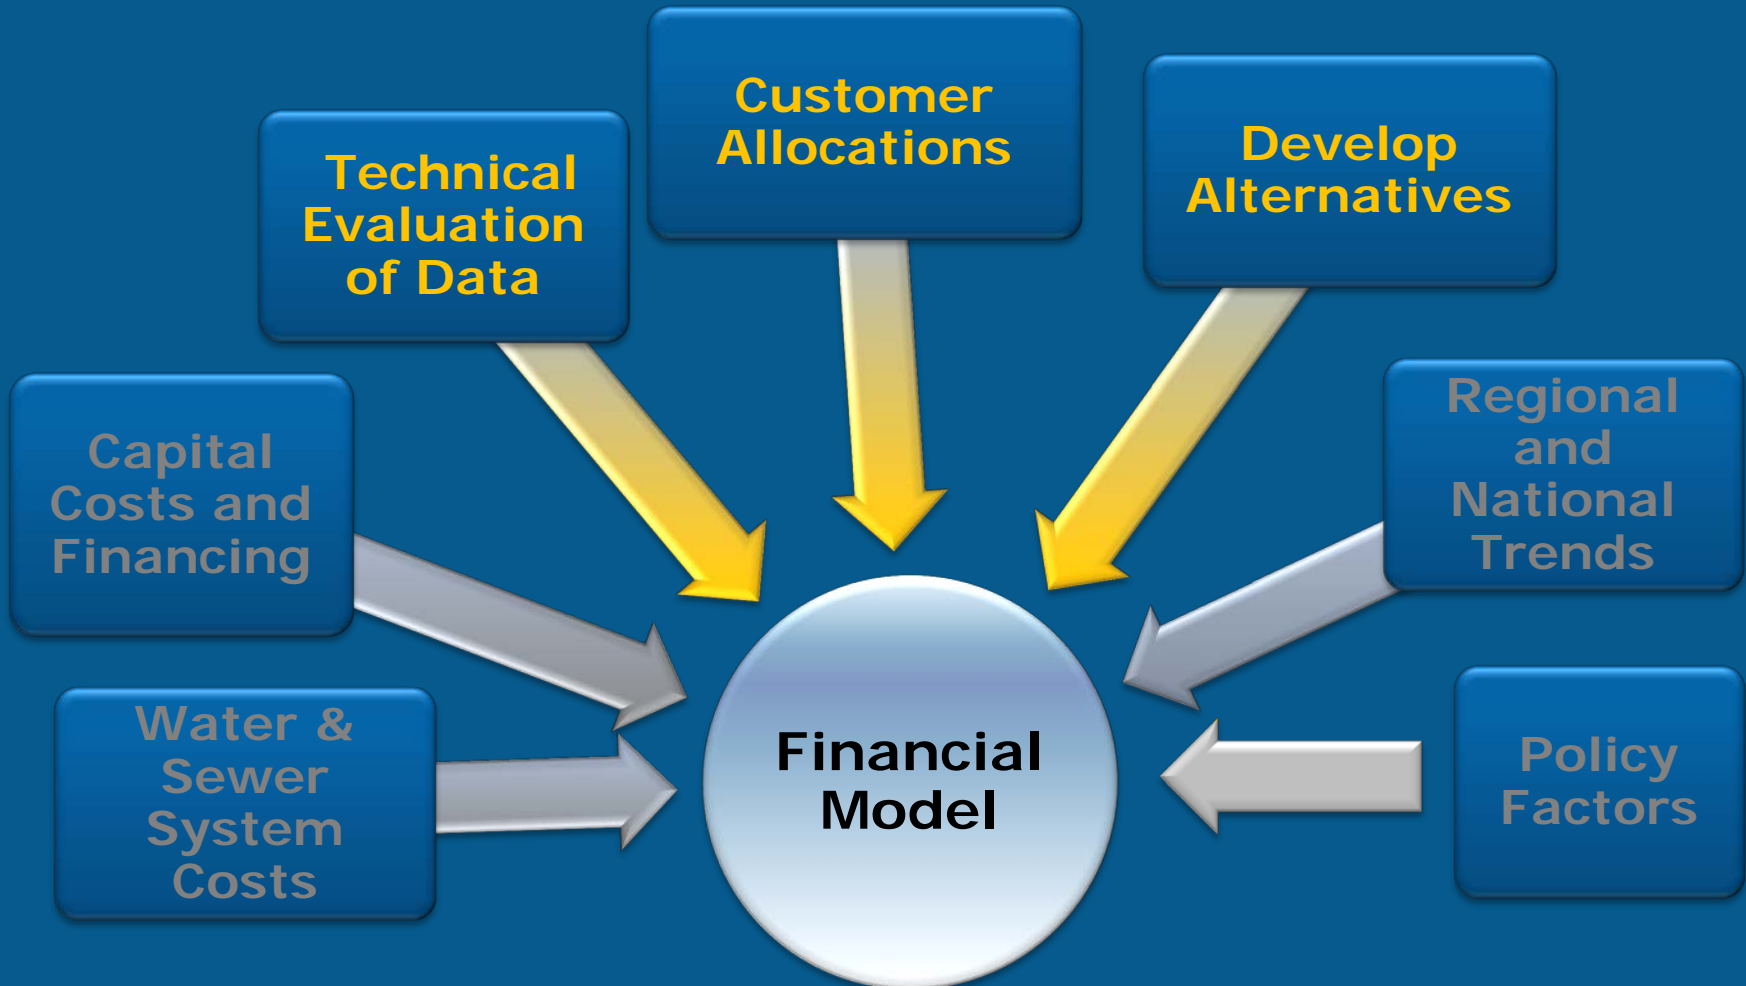 Customer
Allocations
Develop
Alternatives
Technical
Evaluation
of Data
Regional
and
National
Trends
Capital
Costs and
Financing
Water &
Sewer
System
Costs
Financial
Model
Policy
Factors